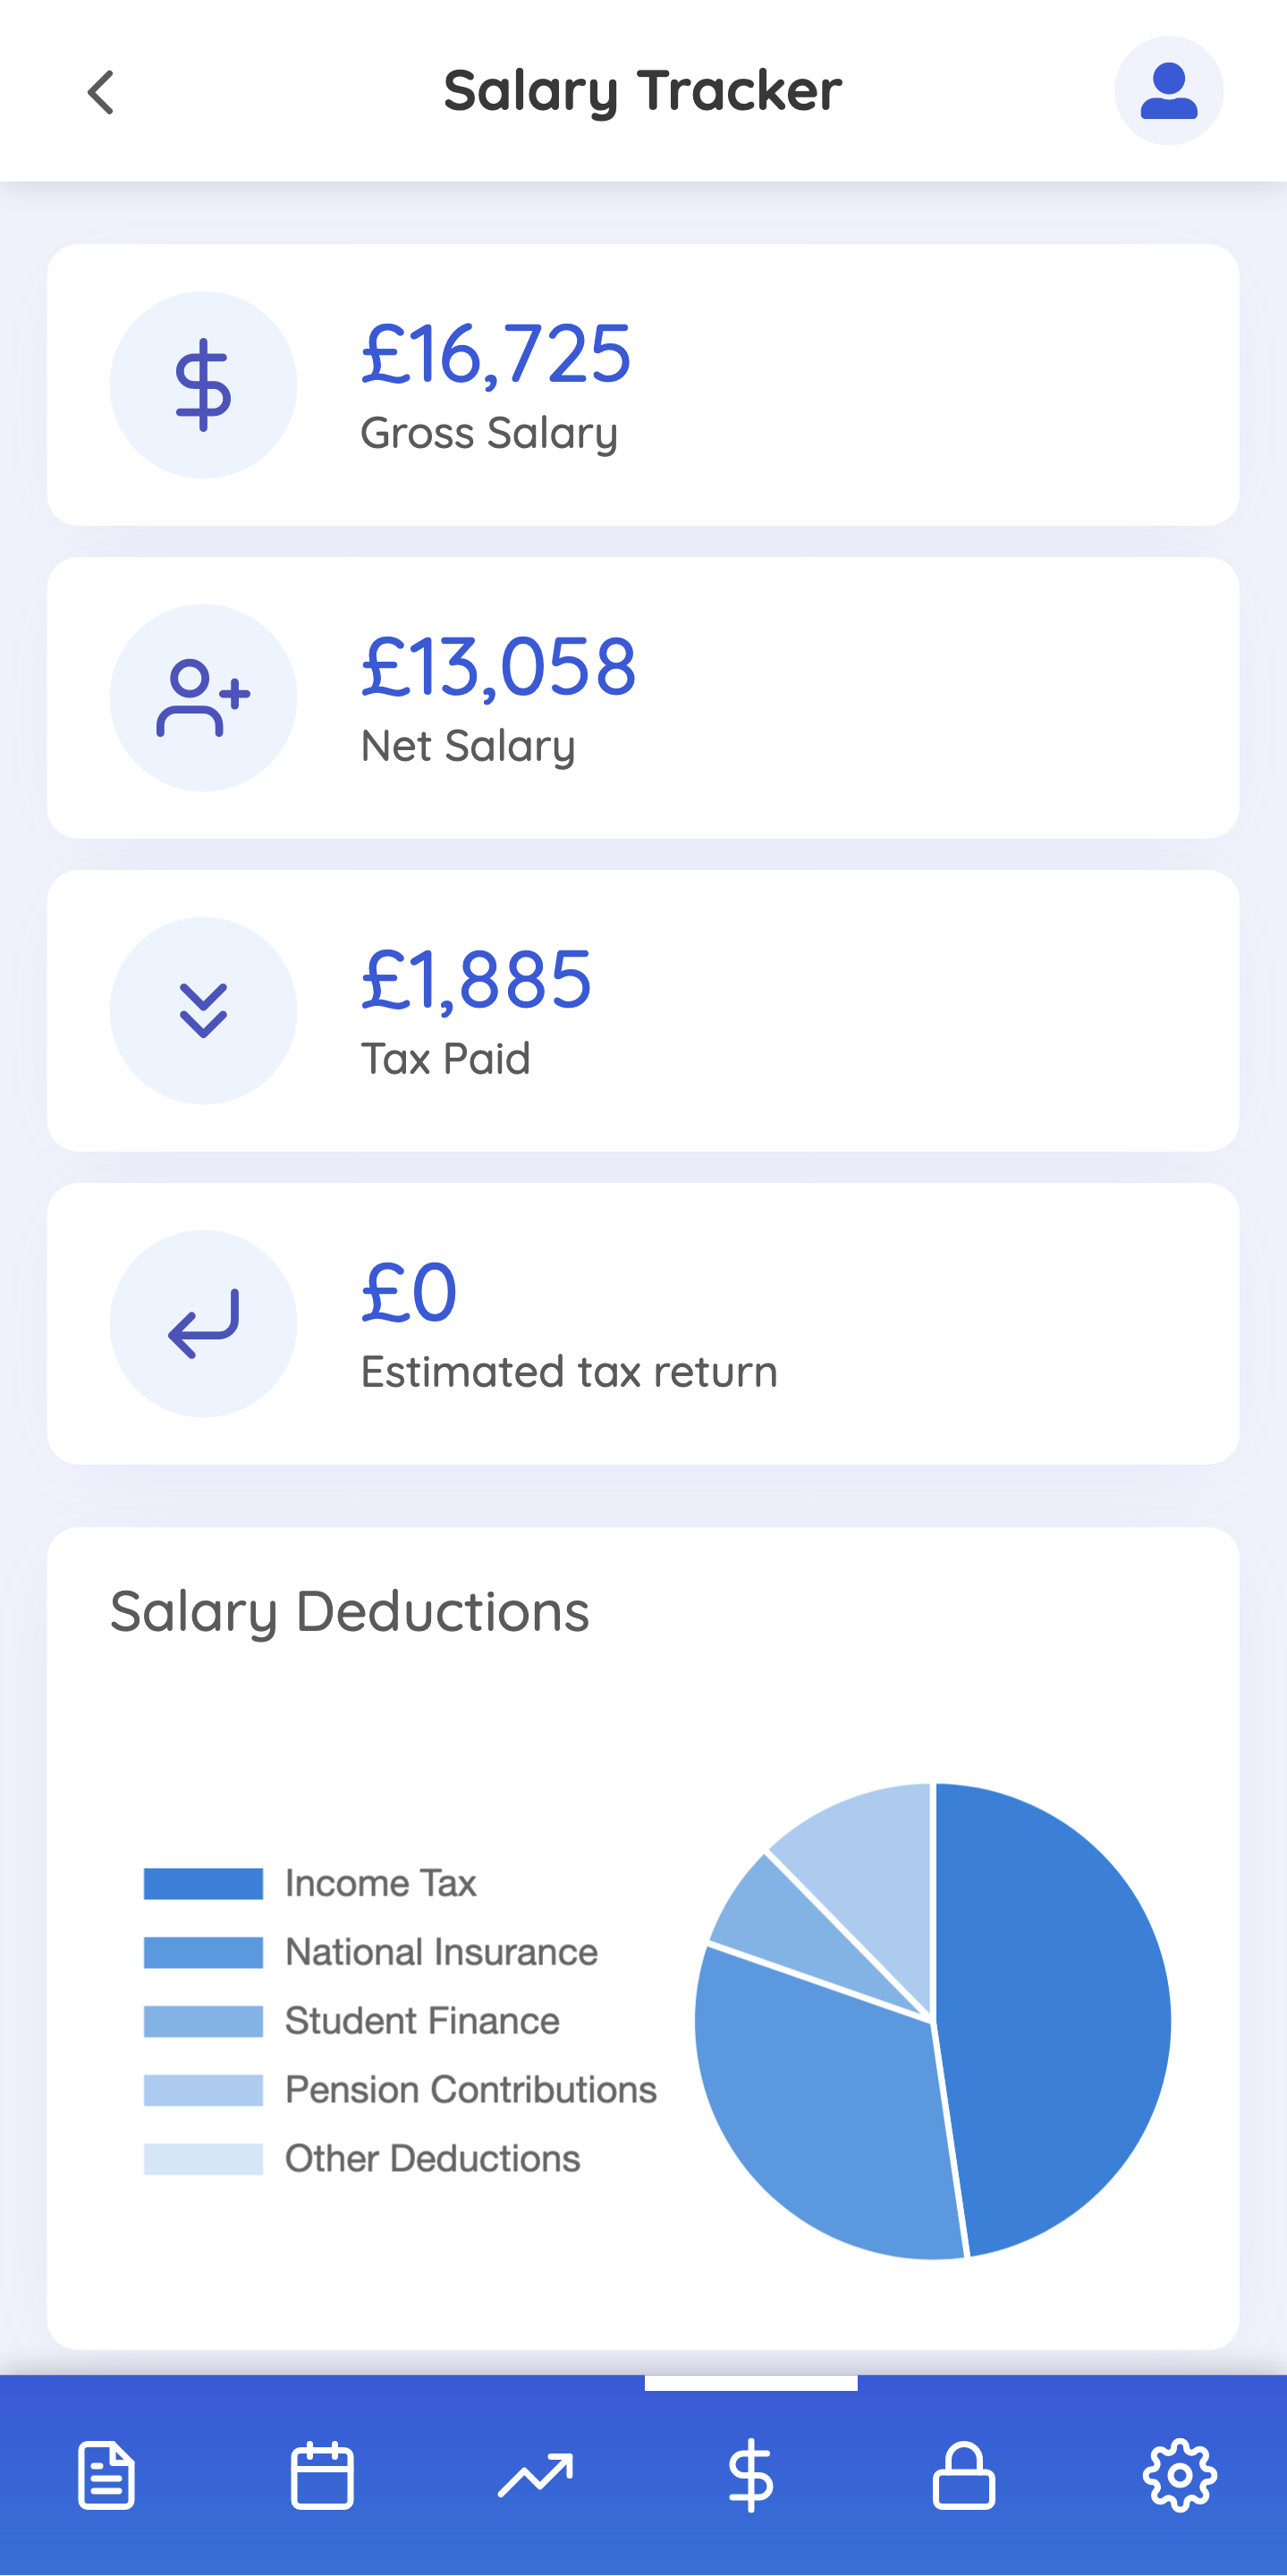 Salary Tracker
£16,725
Gross Salary
£13,058
Net Salary
£1,885
Tax Paid
£0
Estimated tax return
Salary Deductions
Income Tax
National Insurance
Student Finance
Pension Contributions
Other Deductions